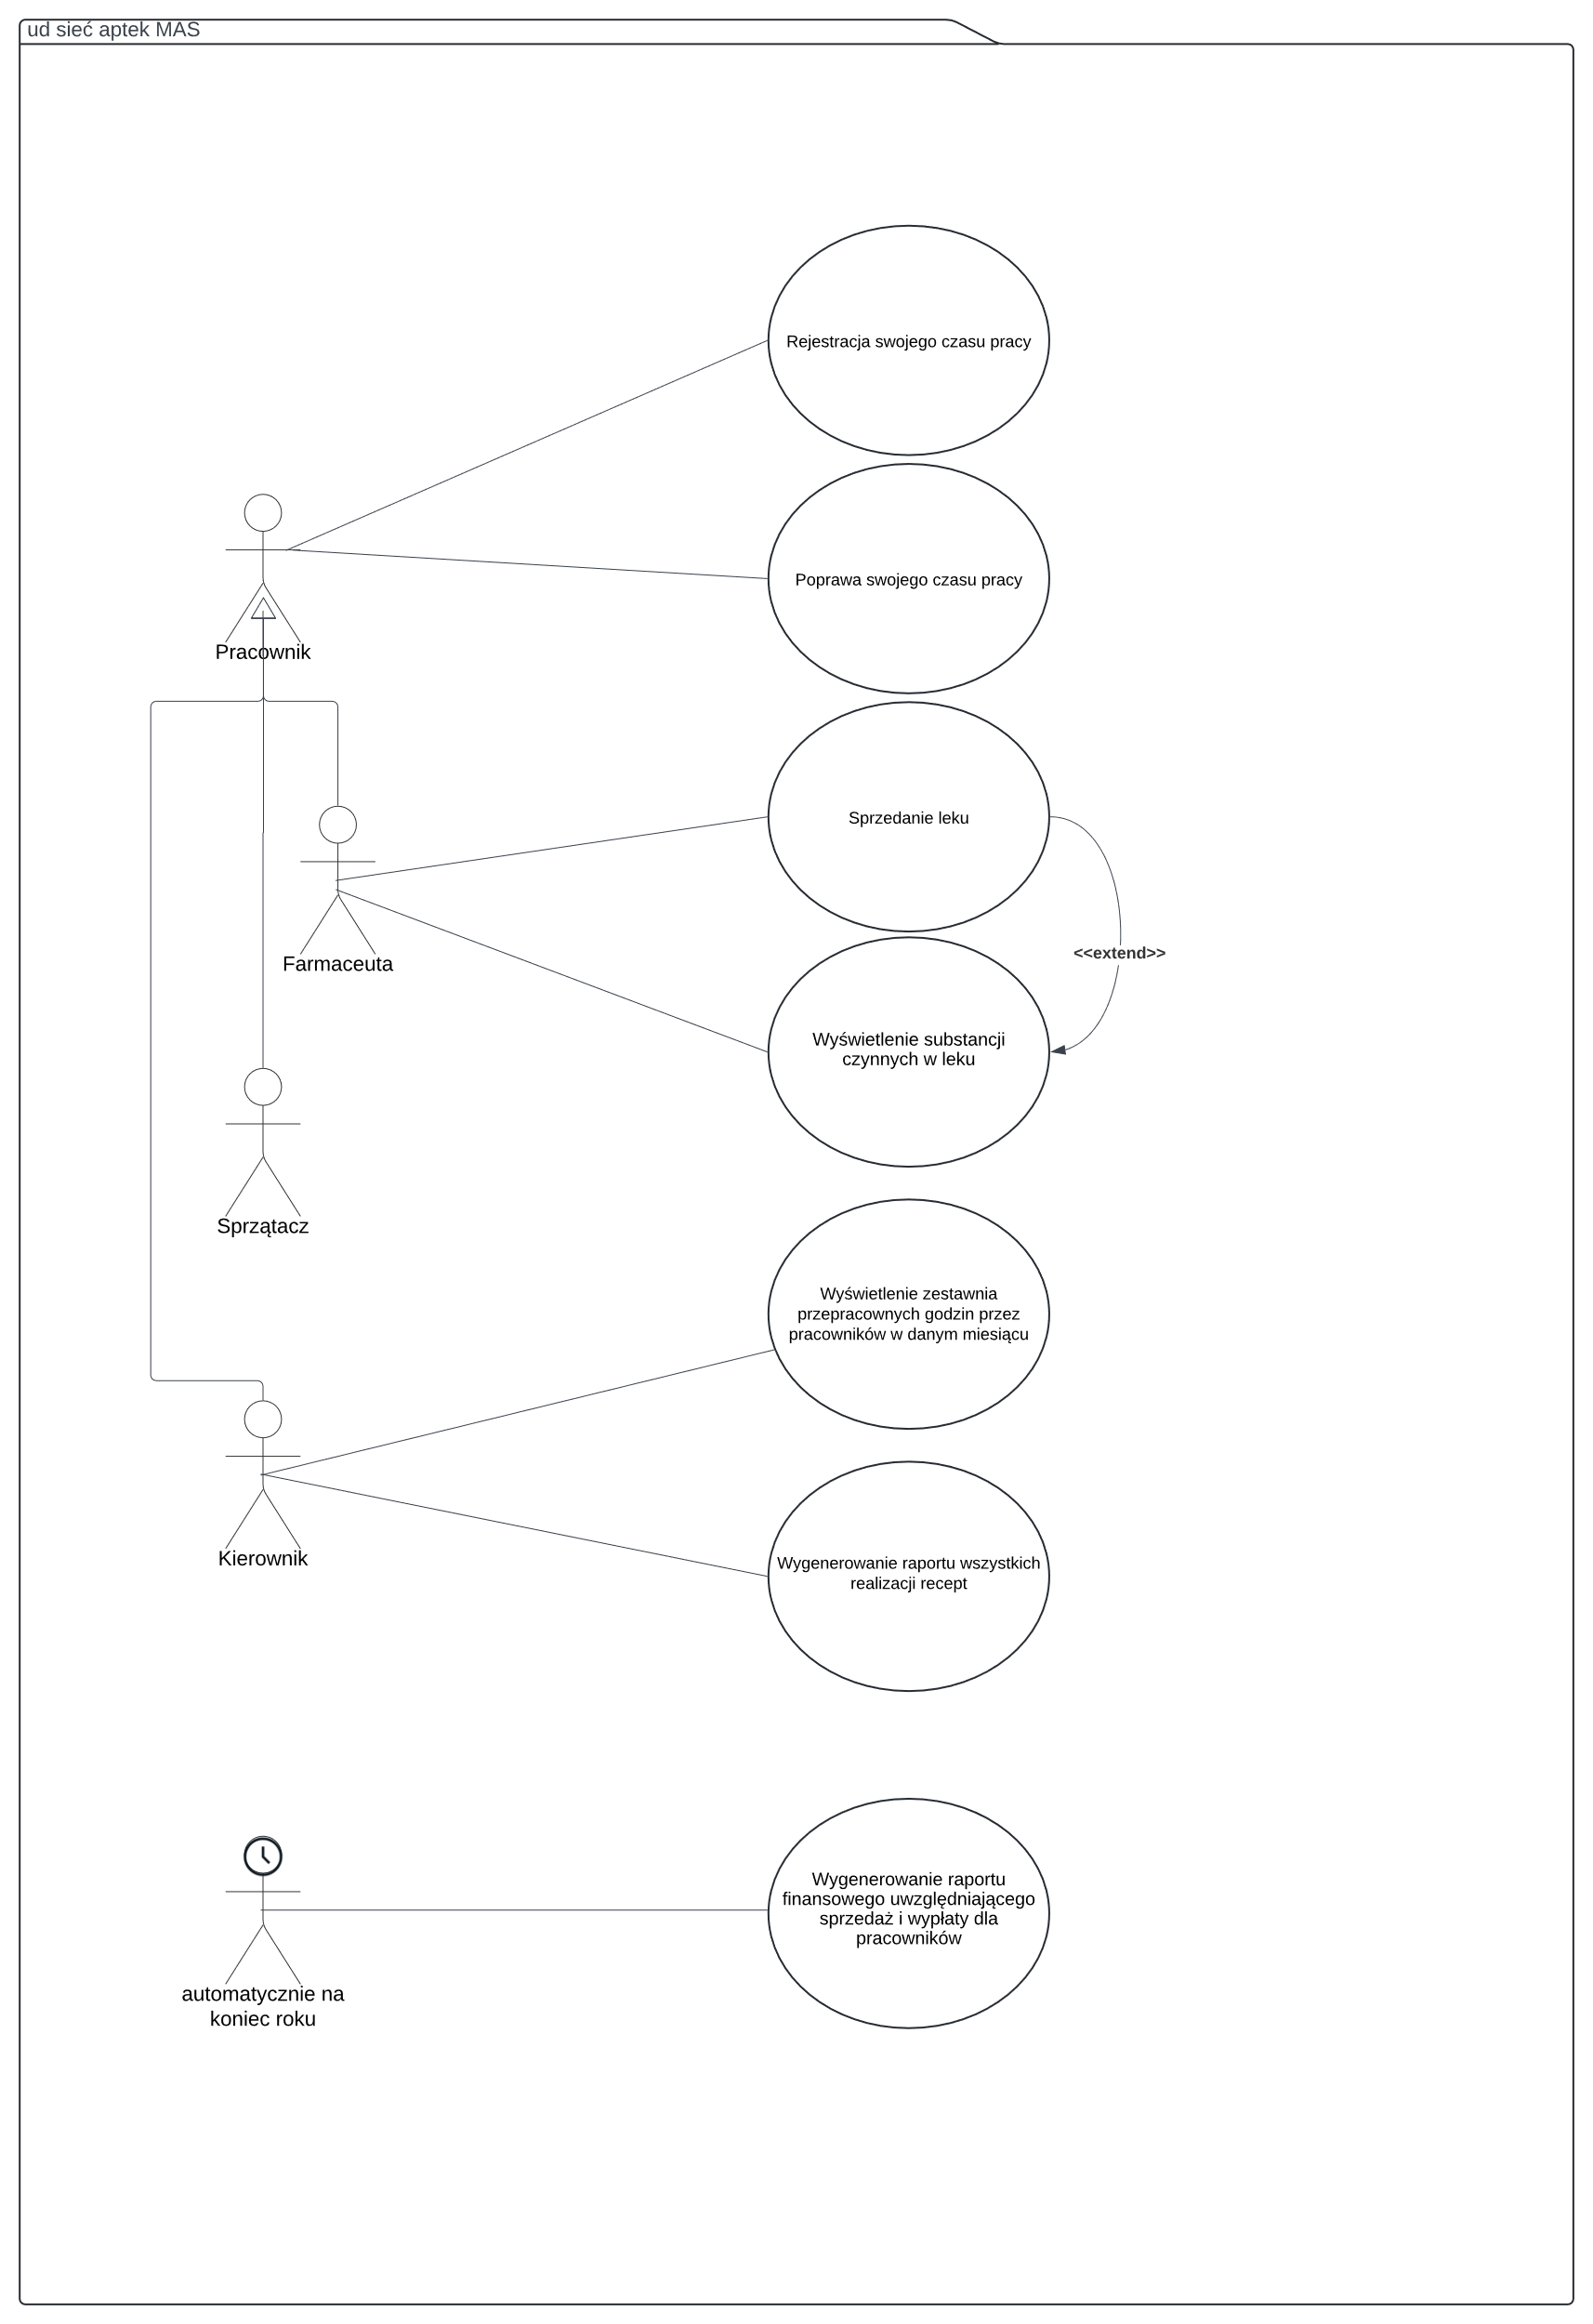 ud sieć aptek MAS
Rejestracja swojego czasu pracy
Poprawa swojego czasu pracy
Pracownik
Sprzedanie leku
<<extend>>
Farmaceuta
Wyświetlenie substancji
czynnych w leku
Sprzątacz
Wyświetlenie zestawnia
przepracownych godzin przez
pracowników w danym miesiącu
Kierownik
Wygenerowanie raportu wszystkich
realizacji recept
Wygenerowanie raportu
finansowego uwzględniającego
sprzedaż i wypłaty dla
pracowników
automatycznie na
koniec roku